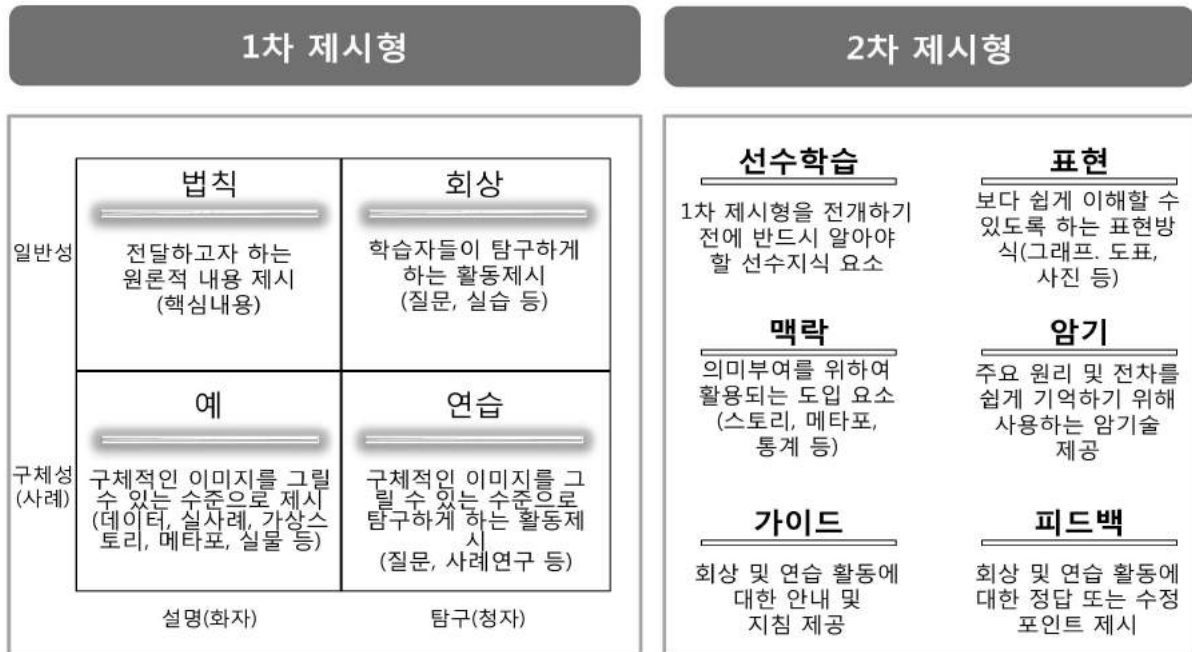 1차 제시형
일반성
구체성
(사례)
법칙
전달하고자 하는
원론적 내용 제시
(핵심내용)
회상
학습자들이 탐구하게
하는 활동제시
(질문, 실습 등)
예
구체적인 이미지를 그릴
수 있는 수준으로 제시
(데이터, 실사례, 가상스
토리, 메타포, 실물 등)
연습
구체적인 이미지를 그
릴 수 있는 수준으로
탐구하게 하는 활동제
시
(질문, 사례연구 등)
설명(화자)
탐구(청자)
2차 제시형
선수학습
1차 제시형을 전개하기
전에 반드시 알아야
할 선수지식 요소
표현
보다 쉽게 이해할 수
있도록 하는 표현방
식(그래프. 도표,
사진 등)
맥락
의미부여를 위하여
활용되는 도입 요소
(스토리, 메타포,
통계 등)
암기
주요 원리 및 전차를
쉽게 기억하기 위해
사용하는 암기술
제공
가이드
회상 및 연습 활동에
대한 안내 및
지침 제공
피드백
회상 및 연습 활동에
대한 정답 또는 수정
포인트 제시